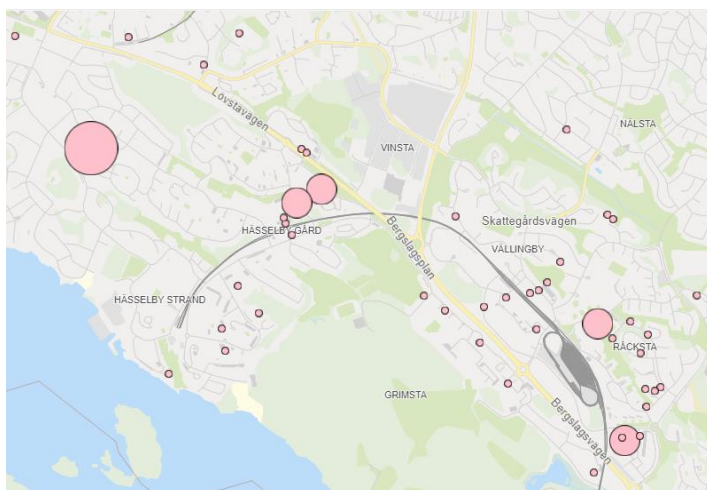 Lövstavägen
NÄLSTA
VINSTA
Skattegårdsvägen
HÄSSELBY GÅRD
Bergslagsplan
VÄLLINGBY
HÄSSELBY STRAND
RÅCKSTA
GRIMSTA
Bergslagsvägen